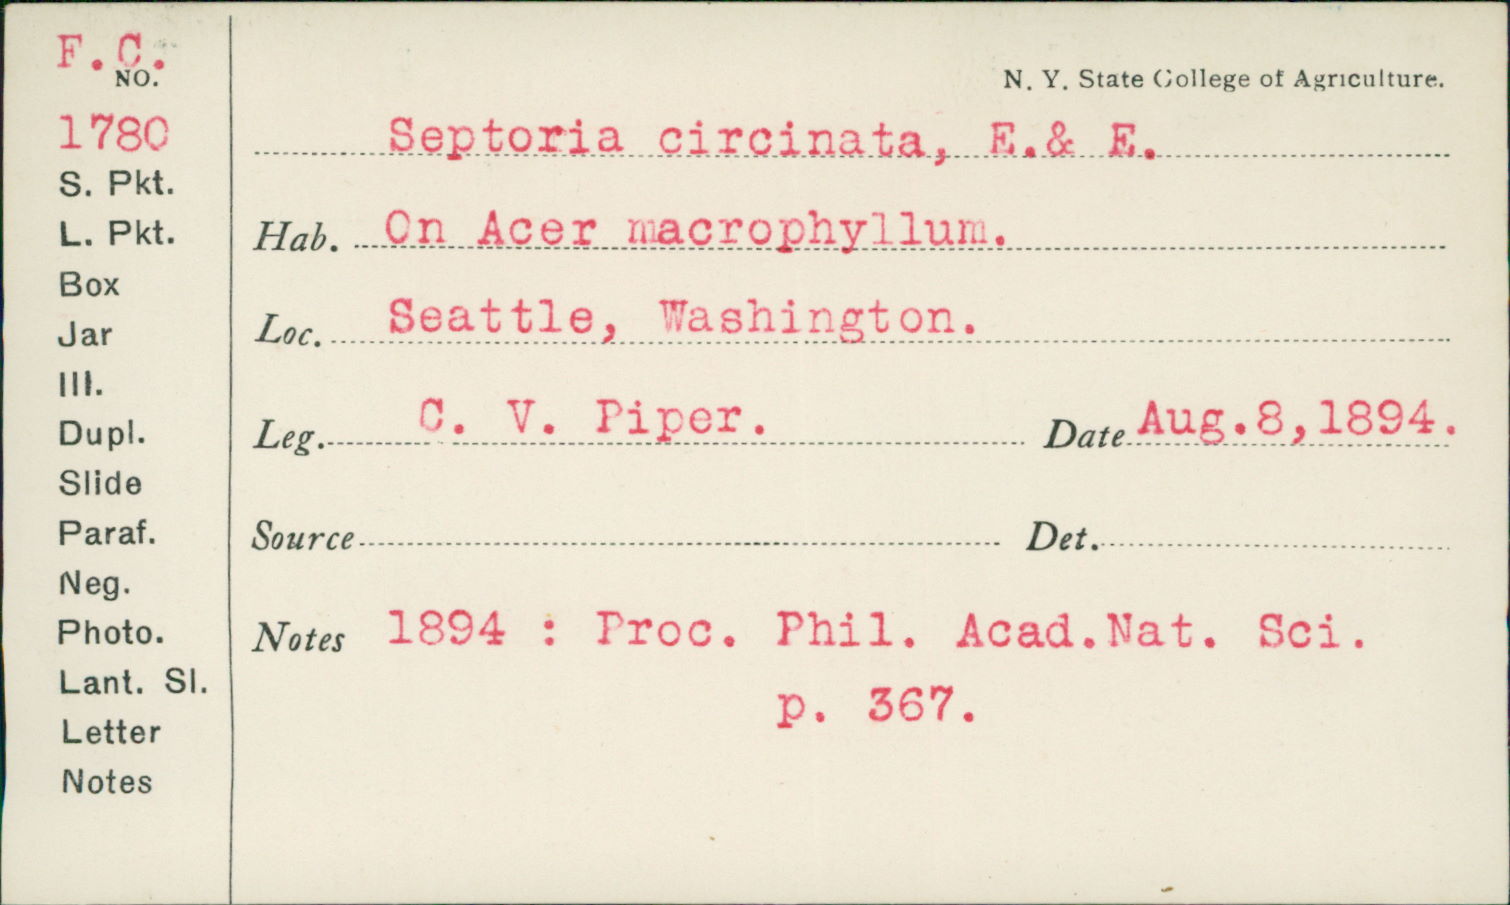 F.C.
NO.
1780
S. Pkt.
L. Pkt.
Box
Jar
Ill.
Dupl.
Slide
Paraf.
Neg.
Photo.
Lant. Sl.
Letter
Notes
N. Y. State College of Agriculture.
Septoria circinata, E.& E.
Hab. On Acer macrophyllum.
Loc. Seattle, Washington.
Leg. C. V. Piper. Date Aug.8,1894.
Source Det.
Notes 1894 : Proc. Phil. Acad.Nat. Sci.
p. 367.